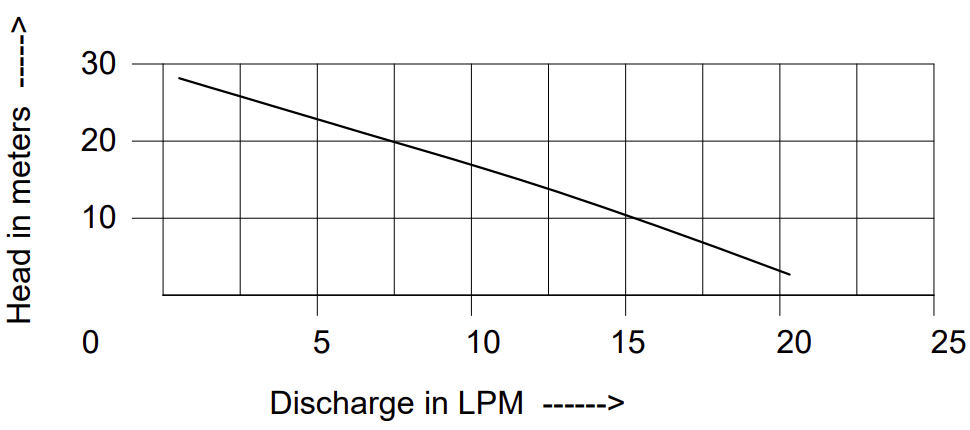 Head in meters ------>
30
20
10
0 5 10 15 20 25
Discharge in LPM ------>